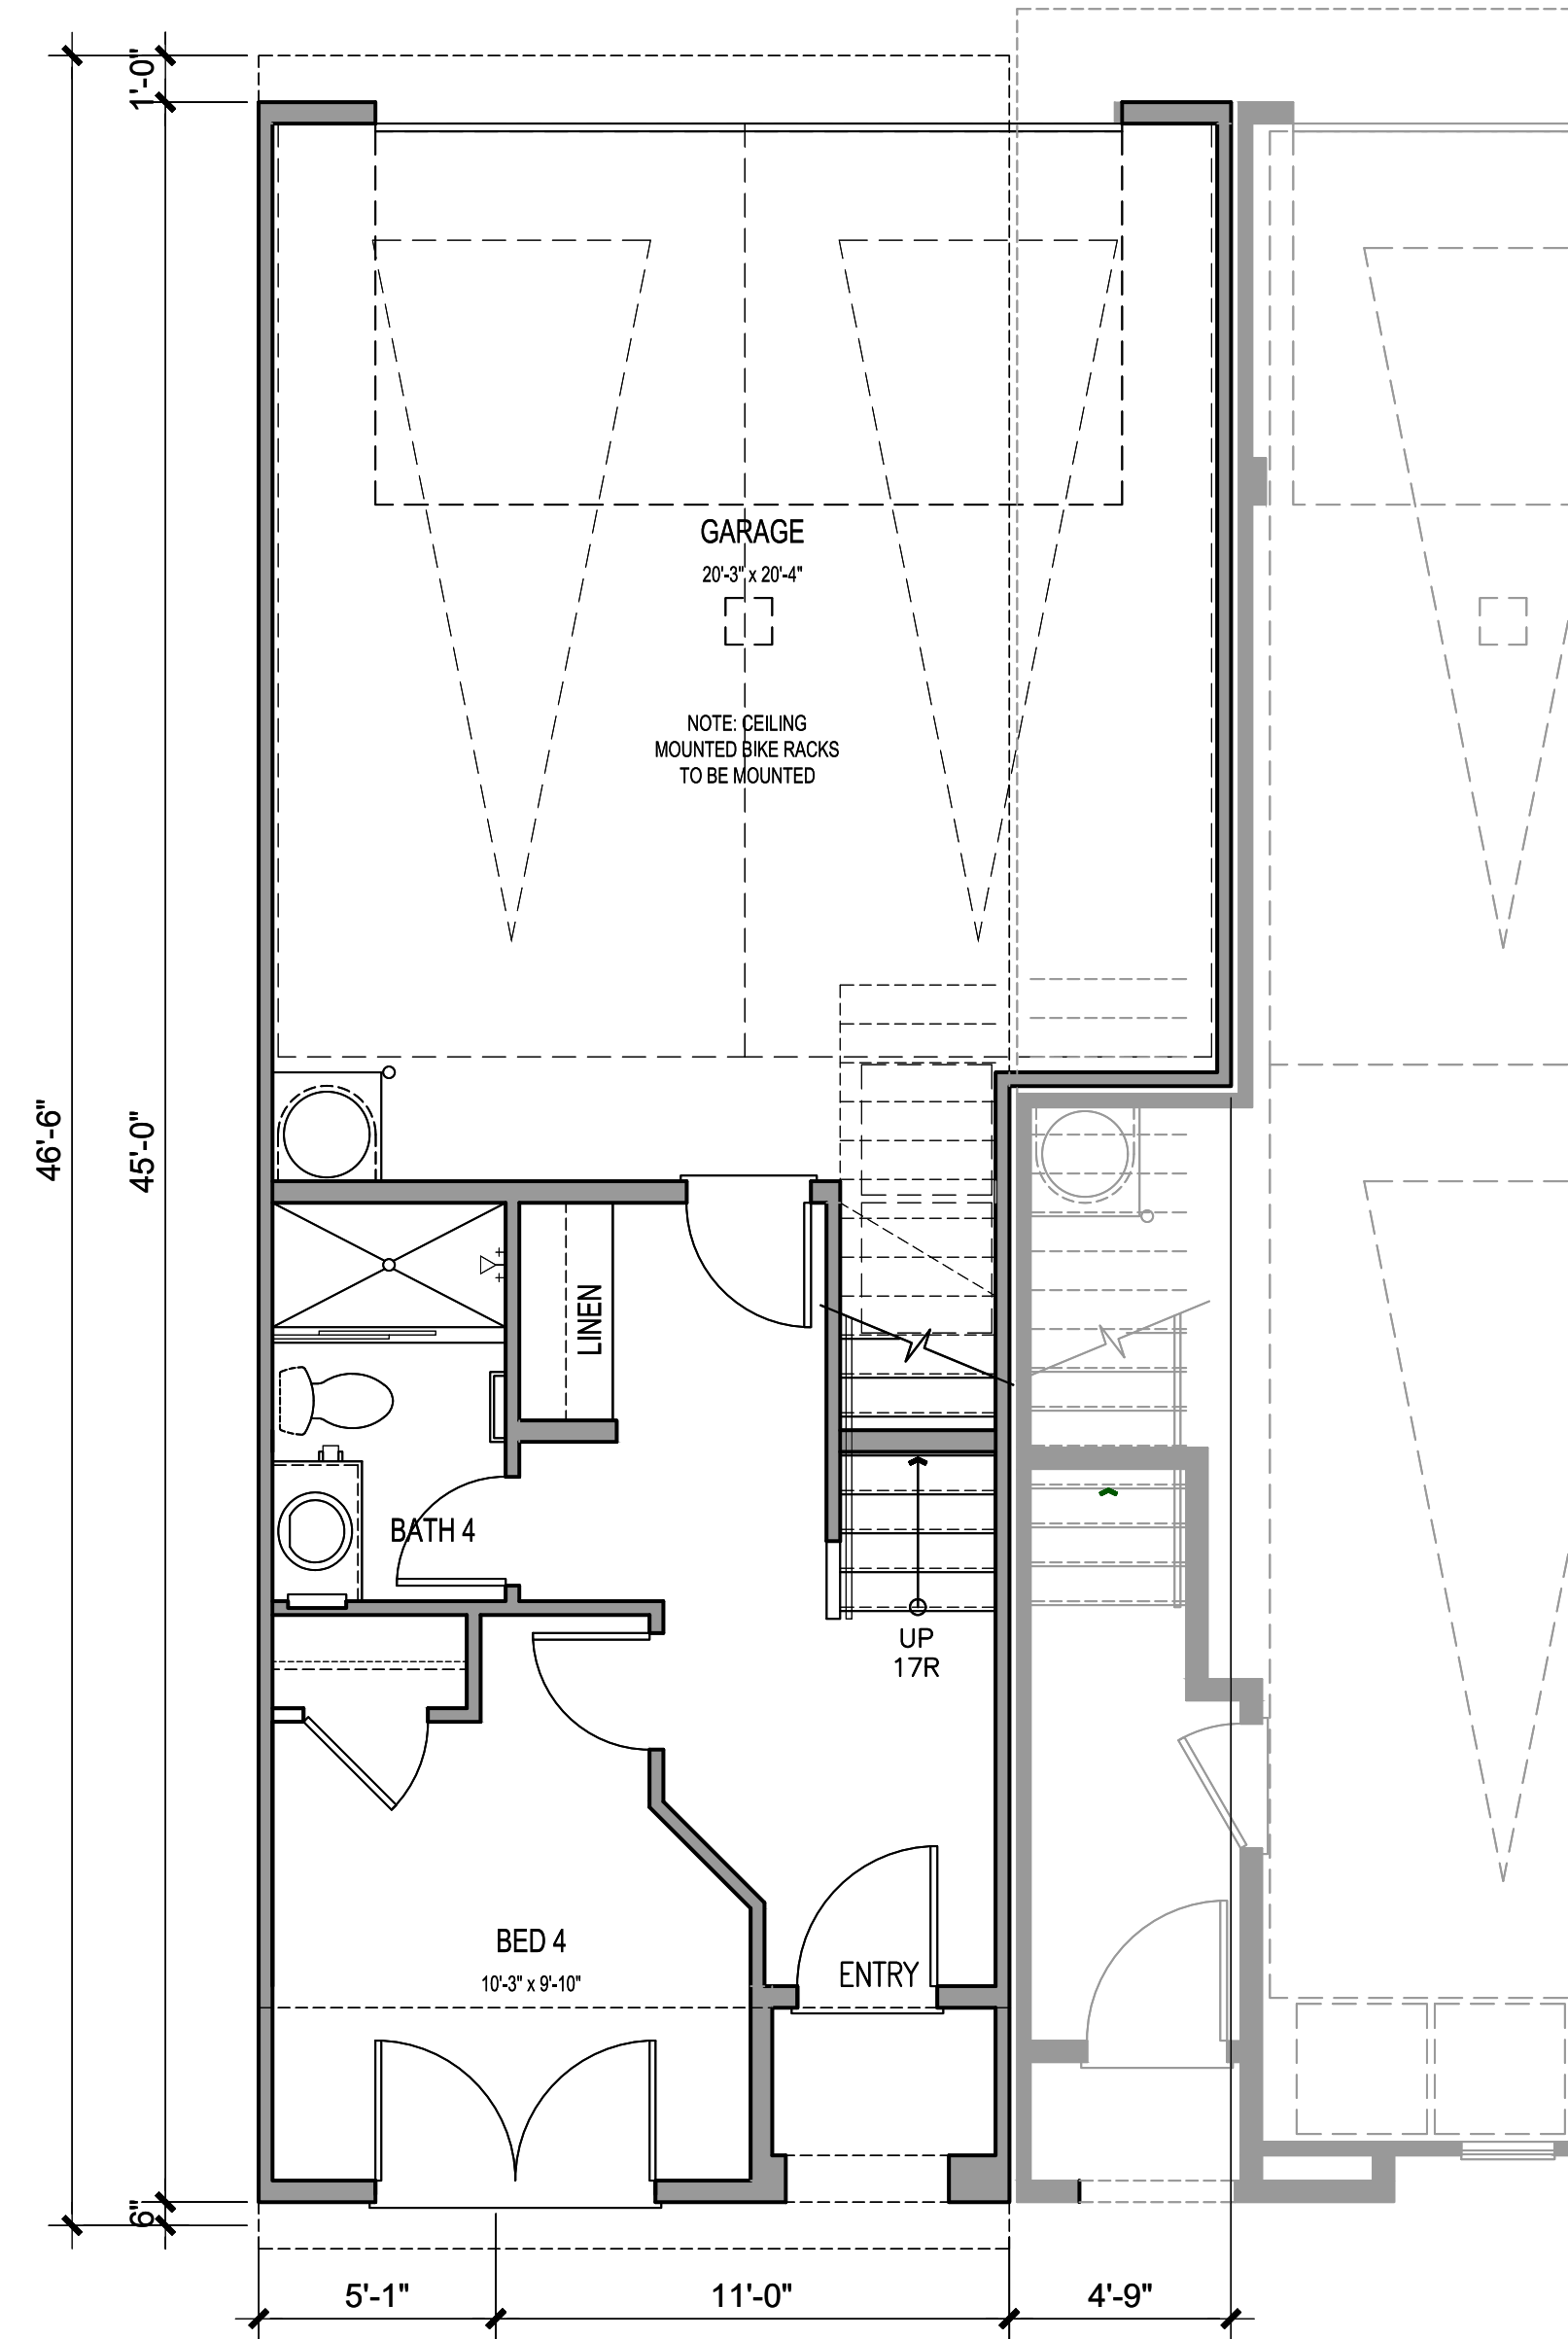 1'-0"
GARAGE
20'-3" x 20'-4"
NOTE: CEILING
MOUNTED BIKE RACKS
TO BE MOUNTED
46'-6"
45'-0"
LINEN
BATH 4
UP
17R
BED 4
10'-3" x 9'-10"
ENTRY
6"
5'-1"
11'-0"
4'-9"